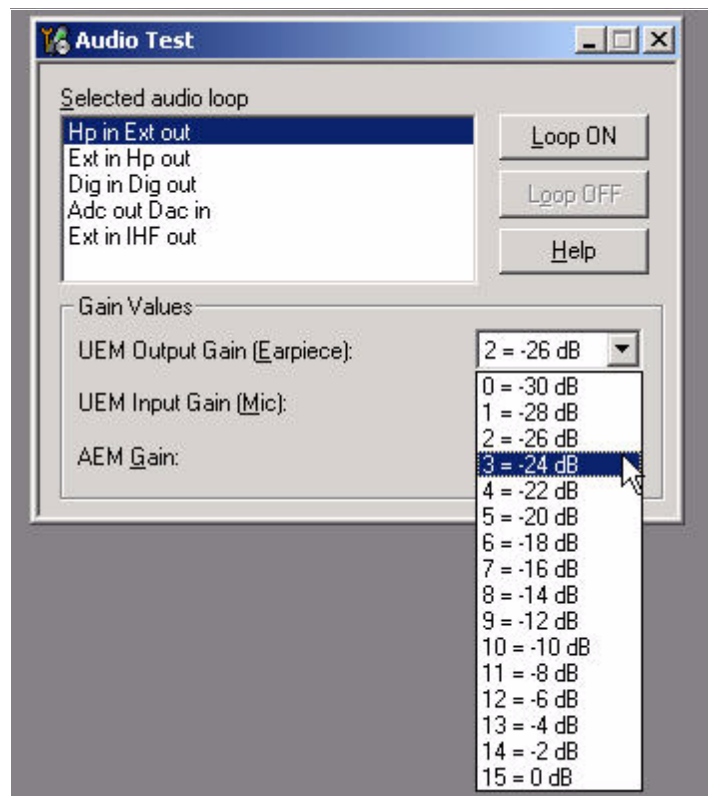 Audio Test
Selected audio loop
Hp in Ext out
Ext in Hp out
Dig in Dig out
Adc out Dac in
Ext in IHF out
Loop ON
Loop OFF
Help
Gain Values
UEM Output Gain (Earpiece):
2 = -26 dB
UEM Input Gain (Mic):
AEM Gain:
0 = -30 dB
1 = -28 dB
2 = -26 dB
3 = -24 dB
4 = -22 dB
5 = -20 dB
6 = -18 dB
7 = -16 dB
8 = -14 dB
9 = -12 dB
10 = -10 dB
11 = -8 dB
12 = -6 dB
13 = -4 dB
14 = -2 dB
15 = 0 dB